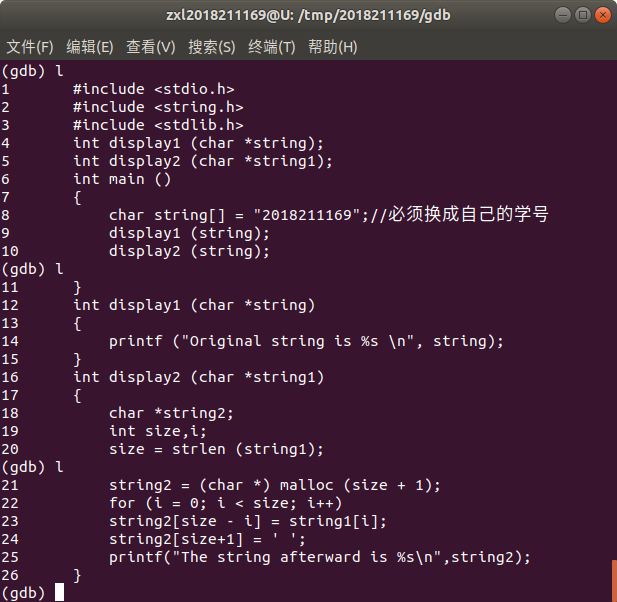 zxl2018211169@U: /tmp/2018211169/gdb
文件(F) 编辑(E) 查看(V) 搜索(S) 终端(T) 帮助(H)
(gdb) l
1       #include <stdio.h>
2       #include <string.h>
3       #include <stdlib.h>
4       int display1 (char *string);
5       int display2 (char *string1);
6       int main ()
7       {
8           char string[] = "2018211169";//必须换成自己的学号
9           display1 (string);
10          display2 (string);
(gdb) l
11      }
12      int display1 (char *string)
13      {
14          printf ("Original string is %s \n", string);
15      }
16      int display2 (char *string1)
17      {
18          char *string2;
19          int size,i;
20          size = strlen (string1);
(gdb) l
21          string2 = (char *) malloc (size + 1);
22          for (i = 0; i < size; i++)
23          string2[size - i] = string1[i];
24          string2[size+1] = ' ';
25          printf("The string afterward is %s\n",string2);
26      }
(gdb)